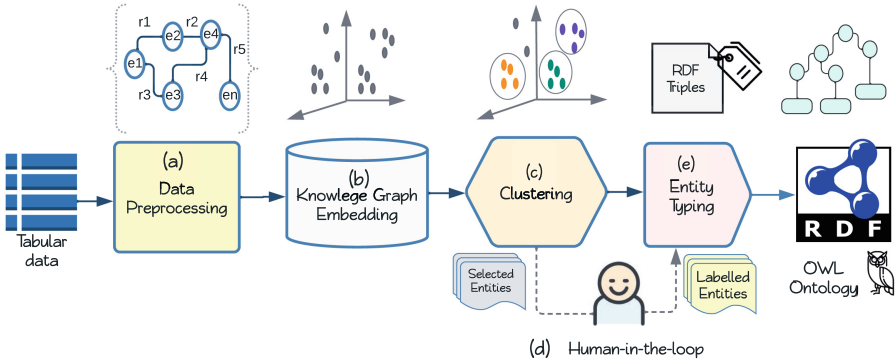 r1
r2
e1
e2
e4
r5
r4
r3
e3
en
RDF
Triples
Tabular
data
(a)
Data
Preprocessing
(b)
Knowlege Graph
Embedding
(c)
Clustering
(e)
Entity
Typing
RDF
Selected
Entities
Labelled
Entities
OWL
Ontology
(d) Human-in-the-loop